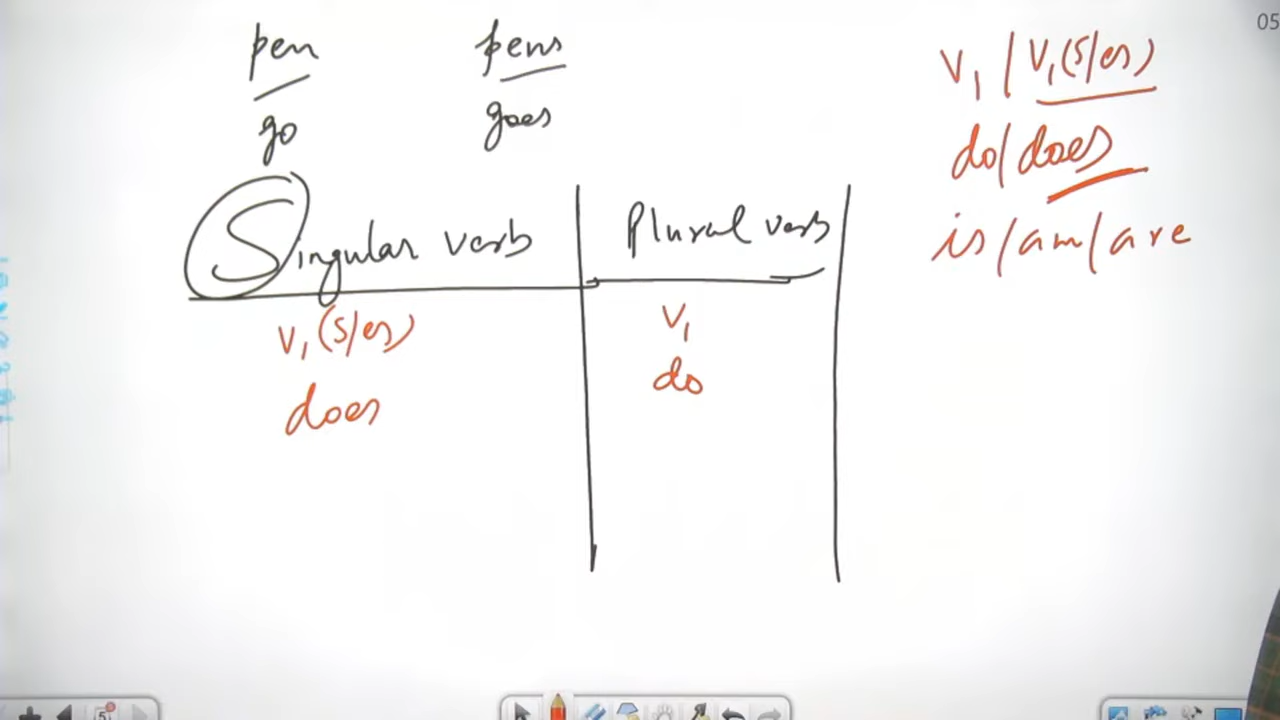 05
pen pens
go goes
V1 / V1(s/es)
do/does
is/am/are
Singular verb Plural verb
V1(s/es) V1
does do